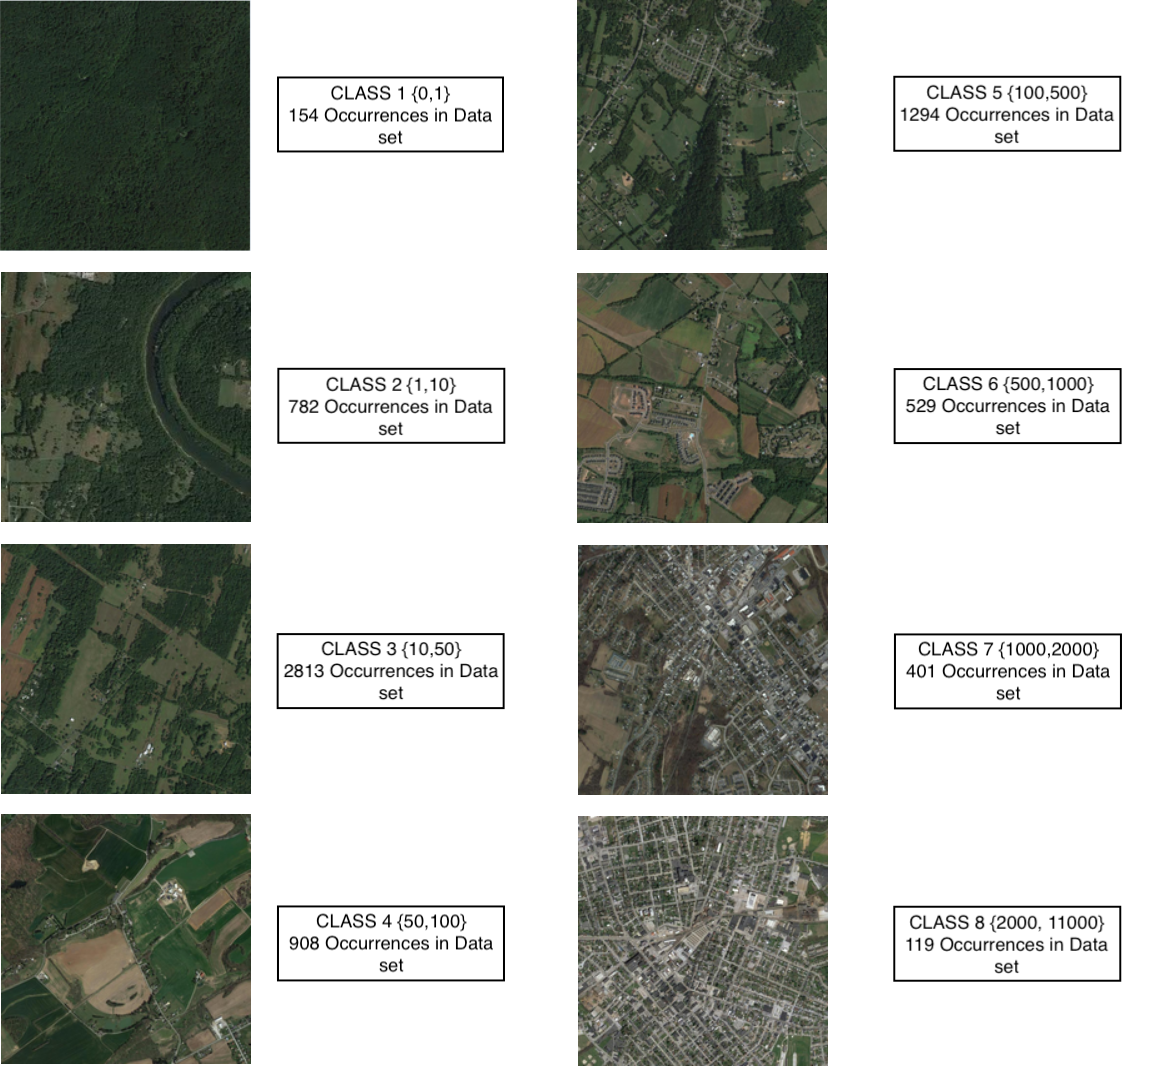 CLASS 1 {0,1}
154 Occurrences in Data
set
CLASS 2 {1,10}
782 Occurrences in Data
set
CLASS 3 {10,50}
2813 Occurrences in Data
set
CLASS 4 {50,100}
908 Occurrences in Data
set
CLASS 5 {100,500}
1294 Occurrences in Data
set
CLASS 6 {500,1000}
529 Occurrences in Data
set
CLASS 7 {1000,2000}
401 Occurrences in Data
set
CLASS 8 {2000, 11000}
119 Occurrences in Data
set